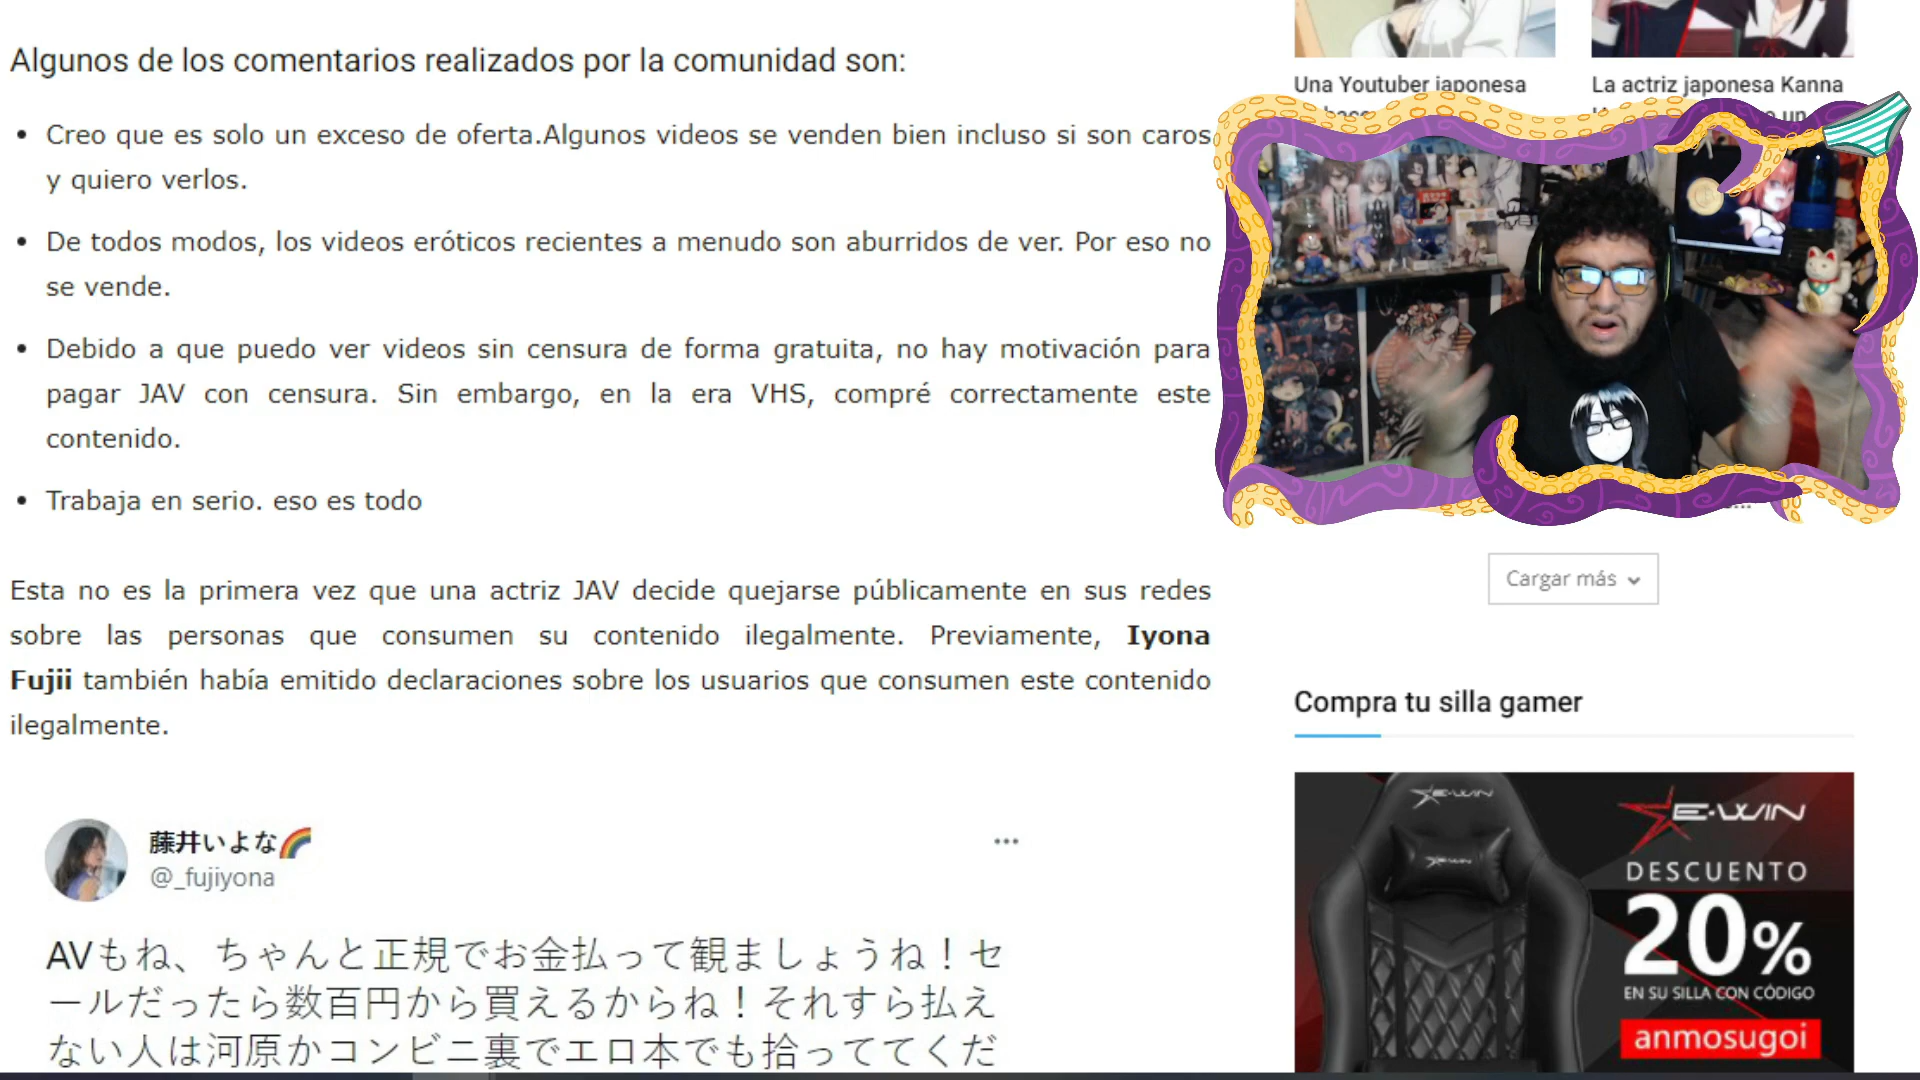 Algunos de los comentarios realizados por la comunidad son:
Creo que es solo un exceso de oferta.Algunos videos se venden bien incluso si son caros
y quiero verlos.
De todos modos, los videos eróticos recientes a menudo son aburridos de ver. Por eso no
se vende.
Debido a que puedo ver videos sin censura de forma gratuita, no hay motivación para
pagar JAV con censura. Sin embargo, en la era VHS, compré correctamente este
contenido.
Trabaja en serio. eso es todo
Esta no es la primera vez que una actriz JAV decide quejarse públicamente en sus redes
sobre las personas que consumen su contenido ilegalmente. Previamente, Iyona
Fujii también había emitido declaraciones sobre los usuarios que consumen este contenido
ilegalmente.
藤井いよな🌈
@_fujiyona
AVもね、ちゃんと正規でお金払って観ましょうね！セ
ールだったら数百円から買えるからね！それすら払え
ない人は河原かコンビニ裏でエロ本でも拾っててくだ
Una Youtuber japonesa
La actriz japonesa Kanna
Cargar más
Compra tu silla gamer
E-WIN
E-WIN
E-WIN
DESCUENTO
20%
EN SU SILLA CON CÓDIGO
anmosugoi